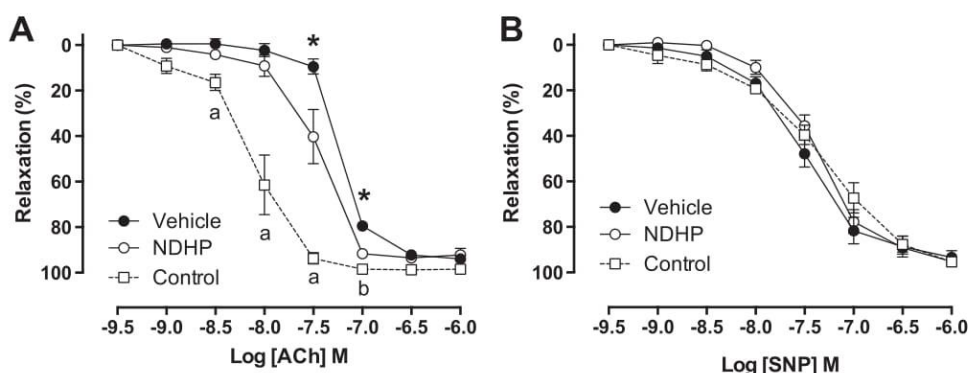 A
B
*
0
20
40
60
80
100
Relaxation (%)
a
a
a
*
b
Vehicle
NDHP
Control
-9.5 -9.0 -8.5 -8.0 -7.5 -7.0 -6.5 -6.0
Log [ACh] M
0
20
40
60
80
100
Relaxation (%)
Vehicle
NDHP
Control
-9.5 -9.0 -8.5 -8.0 -7.5 -7.0 -6.5 -6.0
Log [SNP] M